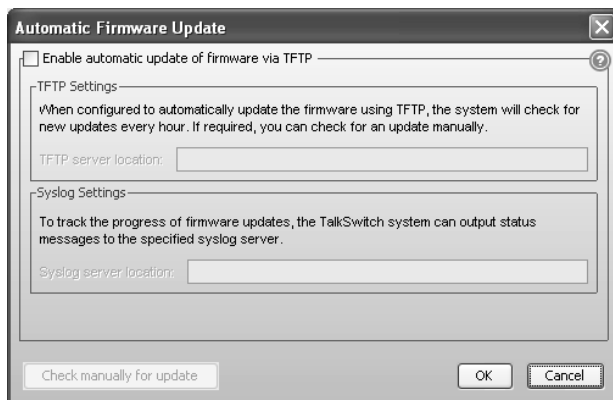 Automatic Firmware Update
Enable automatic update of firmware via TFTP
?
TFTP Settings
When configured to automatically update the firmware using TFTP, the system will check for
new updates every hour. If required, you can check for an update manually.
TFTP server location:
Syslog Settings
To track the progress of firmware updates, the TalkSwitch system can output status
messages to the specified syslog server.
Syslog server location:
Check manually for update
OK
Cancel